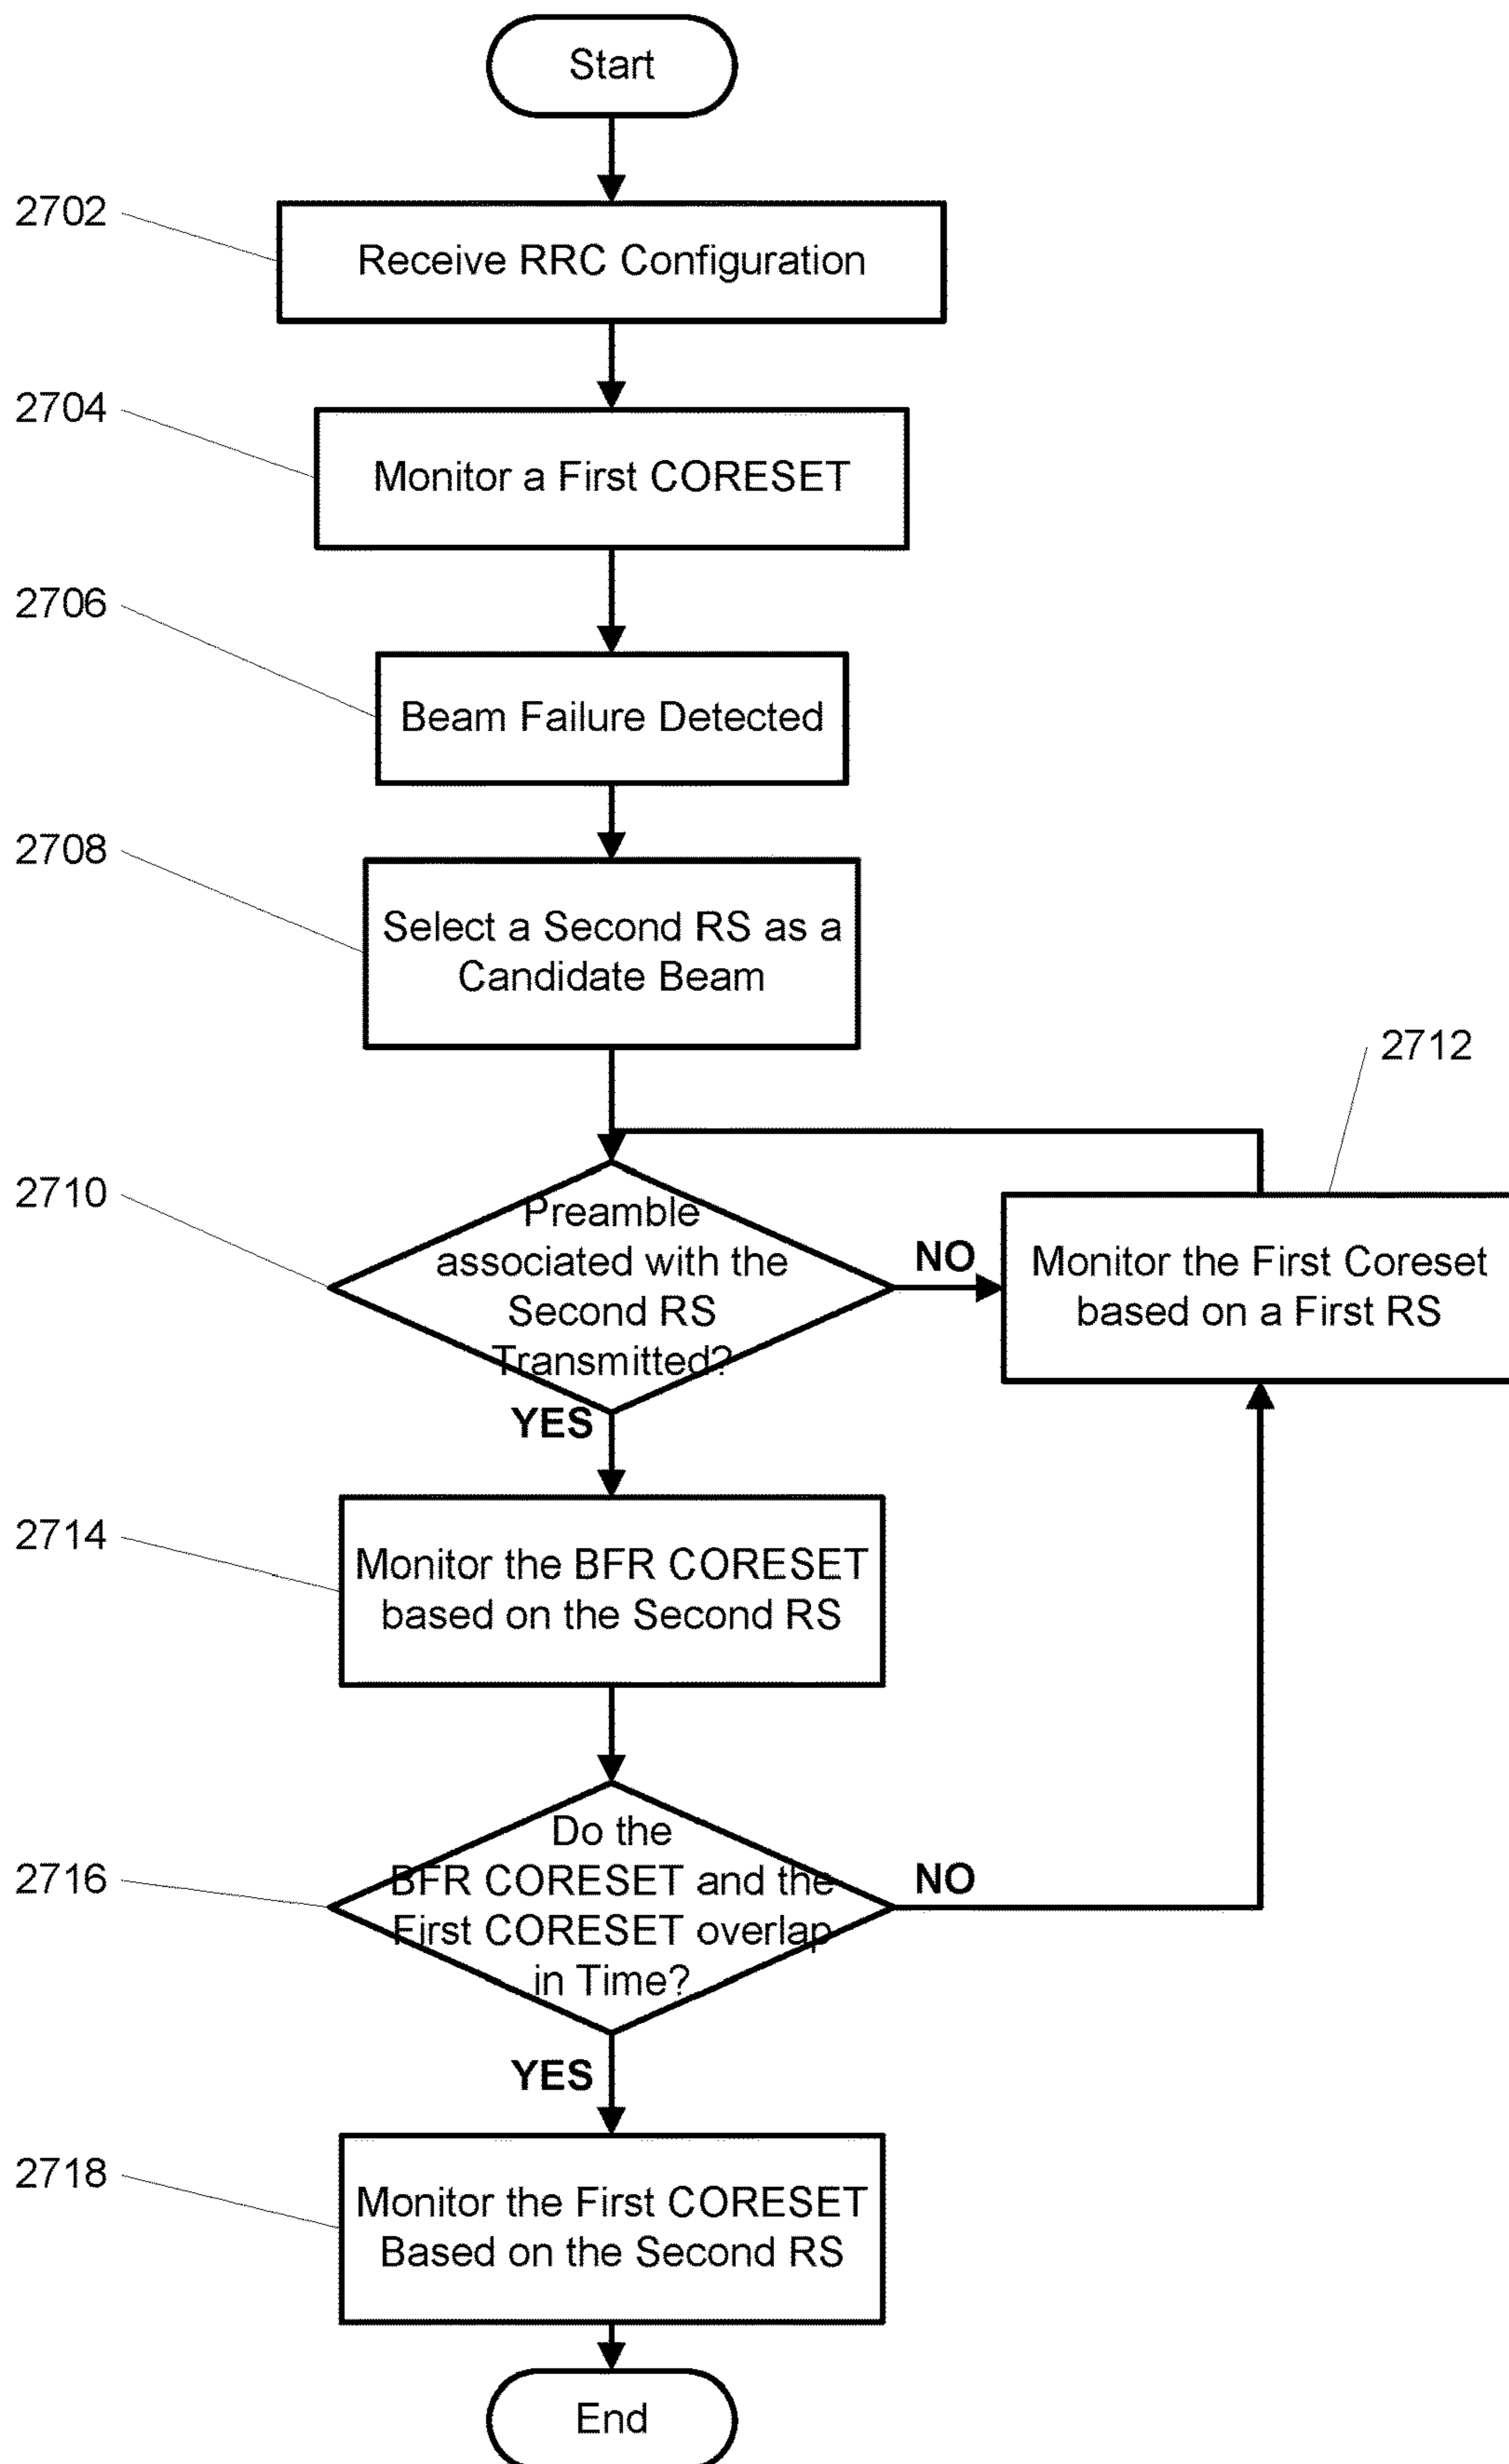 Start
2702
Receive RRC Configuration
2704
Monitor a First CORESET
2706
Beam Failure Detected
2708
Select a Second RS as a
Candidate Beam
2712
2710
Preamble
associated with the
Second RS
Transmitted?
NO
Monitor the First Coreset
based on a First RS
YES
2714
Monitor the BFR CORESET
based on the Second RS
2716
Do the
BFR CORESET and the
First CORESET overlap
in Time?
NO
YES
2718
Monitor the First CORESET
Based on the Second RS
End